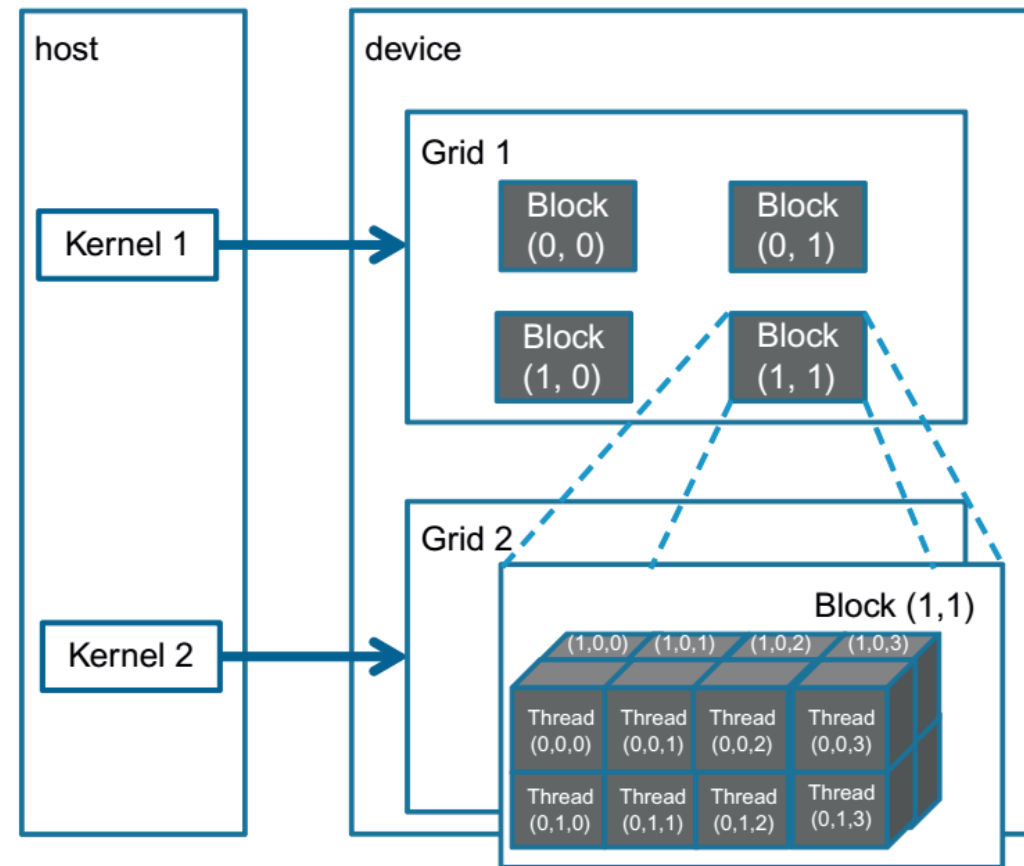 host
device
Grid 1
Block
(0, 0)
Block
(0, 1)
Kernel 1
Block
(1, 0)
Block
(1, 1)
Grid 2
Block (1,1)
Kernel 2
(1,0,0)
(1,0,1)
(1,0,2)
(1,0,3)
Thread
(0,0,0)
Thread
(0,0,1)
Thread
(0,0,2)
Thread
(0,0,3)
Thread
(0,1,0)
Thread
(0,1,1)
Thread
(0,1,2)
Thread
(0,1,3)